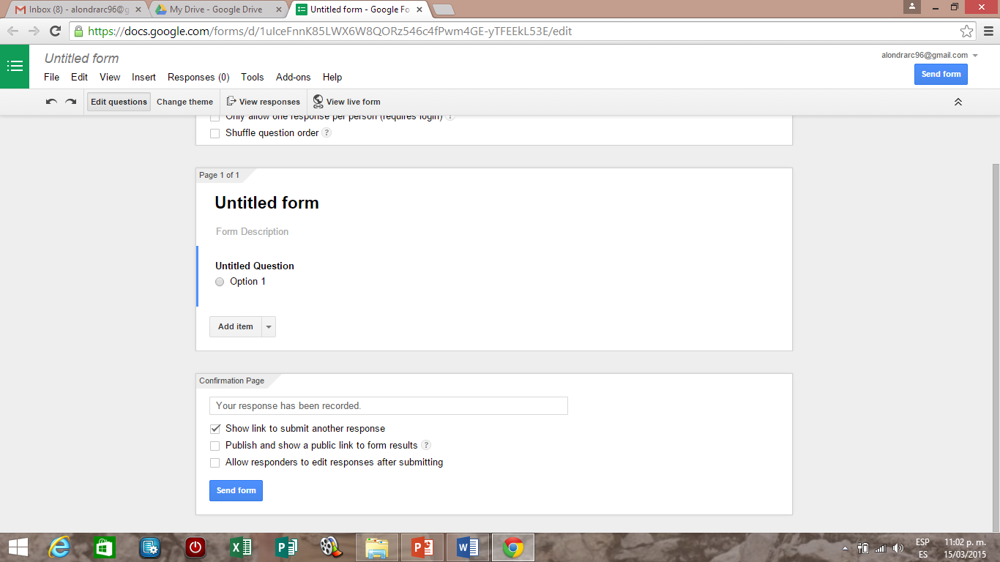 Inbox (8) - alondrarc96@g
My Drive - Google Drive
Untitled form - Google Fo
https://docs.google.com/forms/d/1uIceFnnK85LWX6W8QORz546c4fPwm4GE-yTFEEkL53E/edit
Untitled form
alondrarc96@gmail.com
File Edit View Insert Responses (0) Tools Add-ons Help
Send form
Edit questions Change theme View responses View live form
Only allow one response per person (requires login) ?
Shuffle question order ?
Page 1 of 1
Untitled form
Form Description
Untitled Question
Option 1
Add item
Confirmation Page
Your response has been recorded.
Show link to submit another response
Publish and show a public link to form results ?
Allow responders to edit responses after submitting
Send form
ESP 11:02 p. m.
ES 15/03/2015